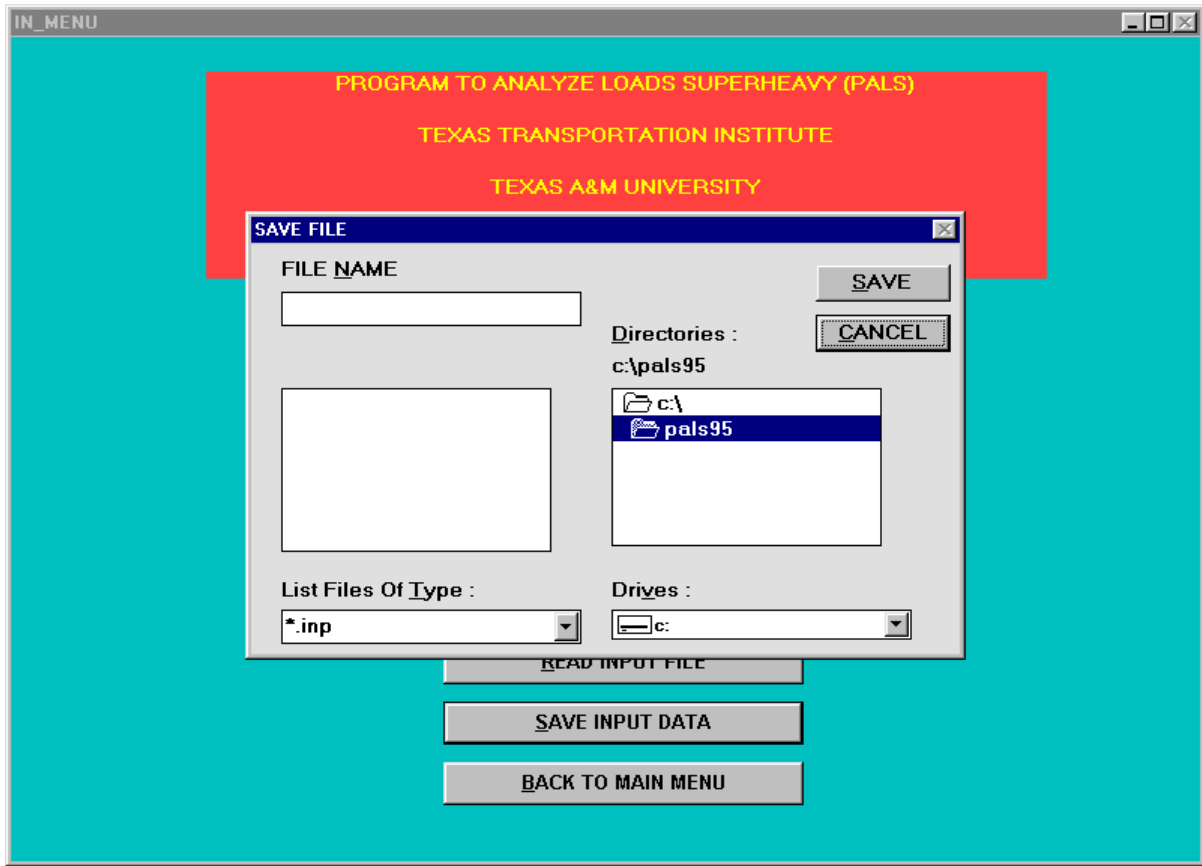 IN_MENU
PROGRAM TO ANALYZE LOADS SUPERHEAVY (PALS)
TEXAS TRANSPORTATION INSTITUTE
TEXAS A&M UNIVERSITY
SAVE FILE
FILE NAME
SAVE
Directories :
CANCEL
c:\pals95
c:\
pals95
List Files Of Type :
Drives :
*.inp
c:
READ INPUT FILE
SAVE INPUT DATA
BACK TO MAIN MENU